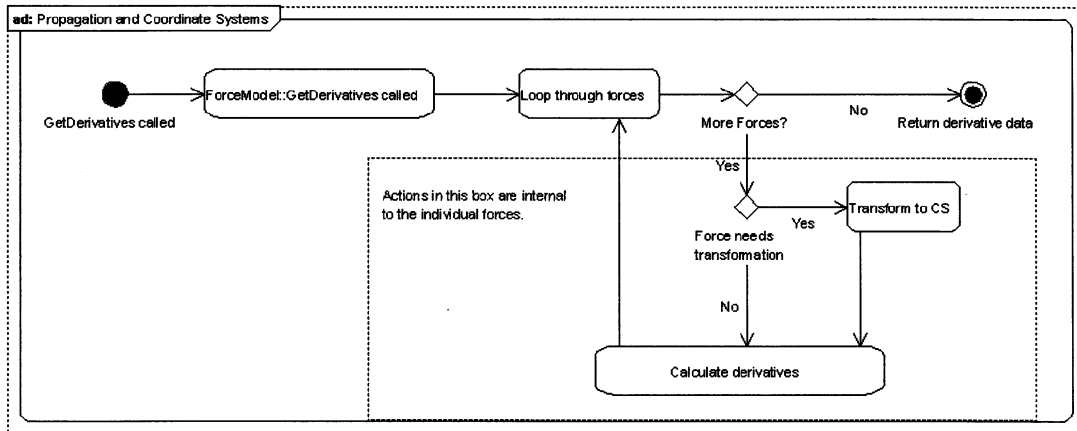 ad: Propagation and Coordinate Systems
ForceModel::GetDerivatives called
Loop through forces
GetDerivatives called
More Forces?
No
Return derivative data
Yes
Actions in this box are internal
to the individual forces.
Transform to CS
Yes
Force needs
transformation
No
Calculate derivatives